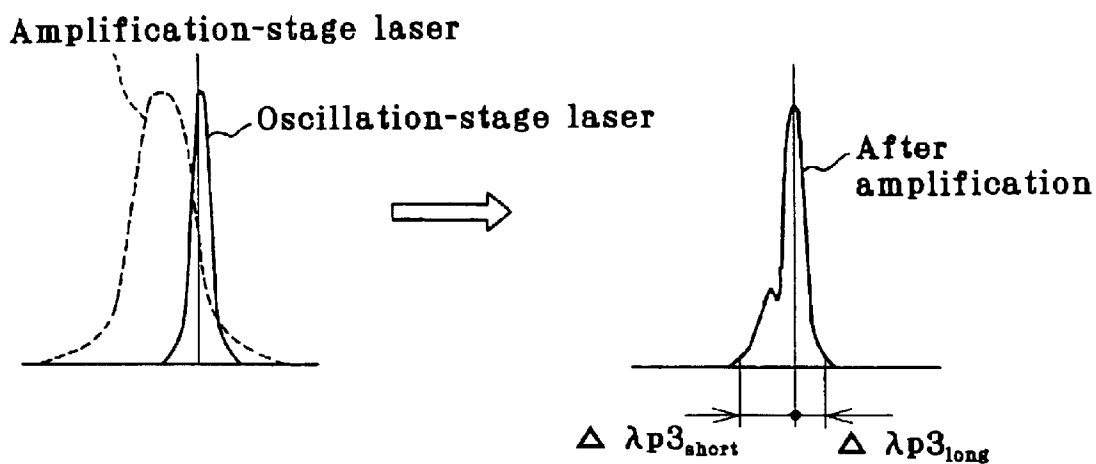 Amplification-stage laser
Oscillation-stage laser
After
amplification
Δ λp3short
Δ λp3long